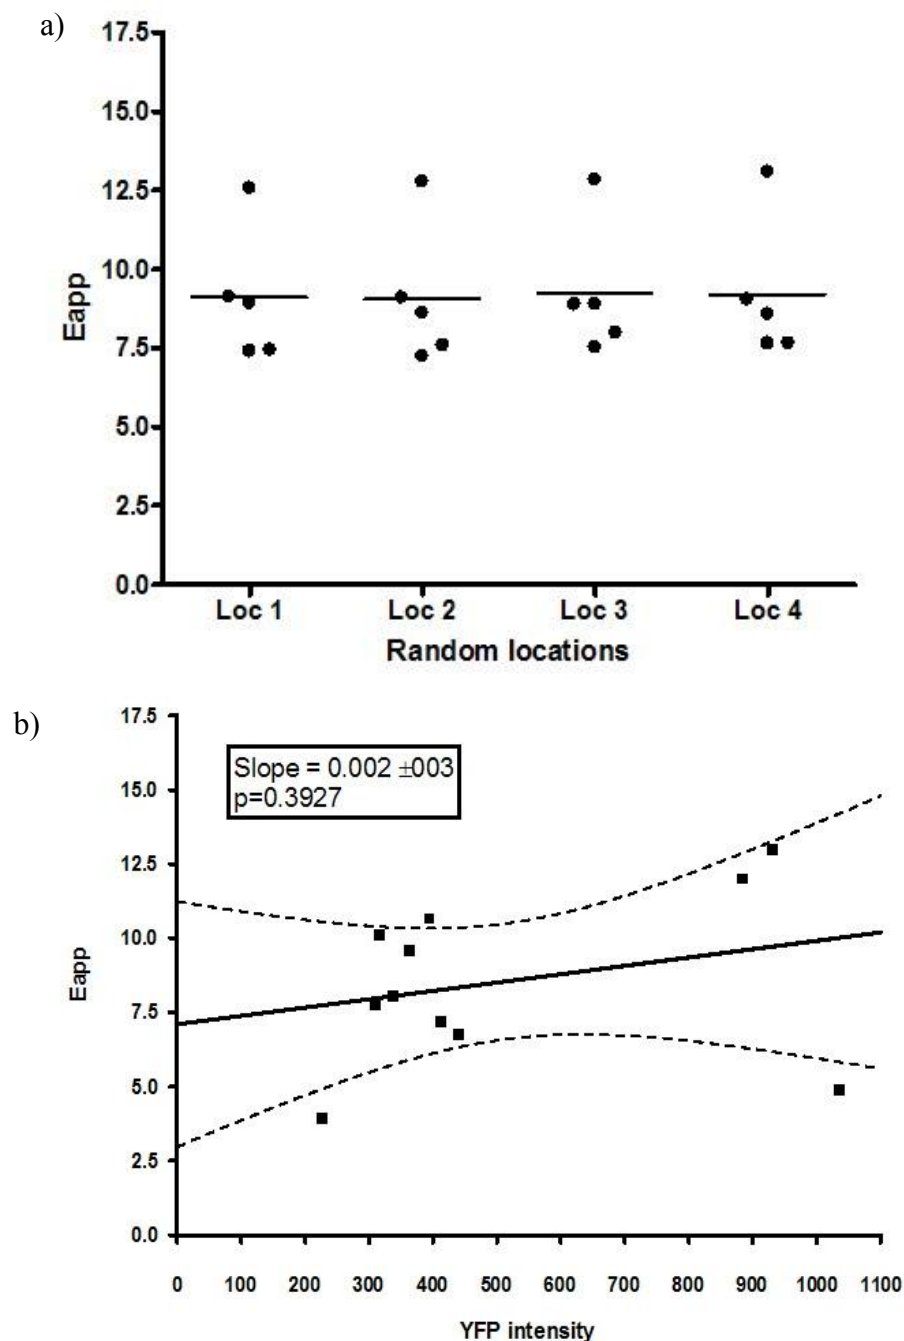 a)
17.5
15.0
12.5
10.0
7.5
5.0
2.5
0.0
Eapp
Loc 1 Loc 2 Loc 3 Loc 4
Random locations
b)
17.5
15.0
12.5
10.0
7.5
5.0
2.5
0.0
Eapp
Slope = 0.002 ±003
p=0.3927
0 100 200 300 400 500 600 700 800 900 1000 1100
YFP intensity